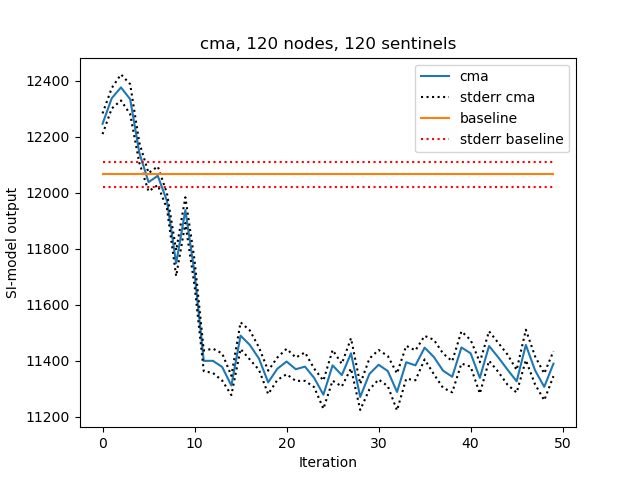 cma, 120 nodes, 120 sentinels
12400
12200
12000
11800
11600
11400
11200
SI-model output
cma
stderr cma
baseline
stderr baseline
0 10 20 30 40 50
Iteration